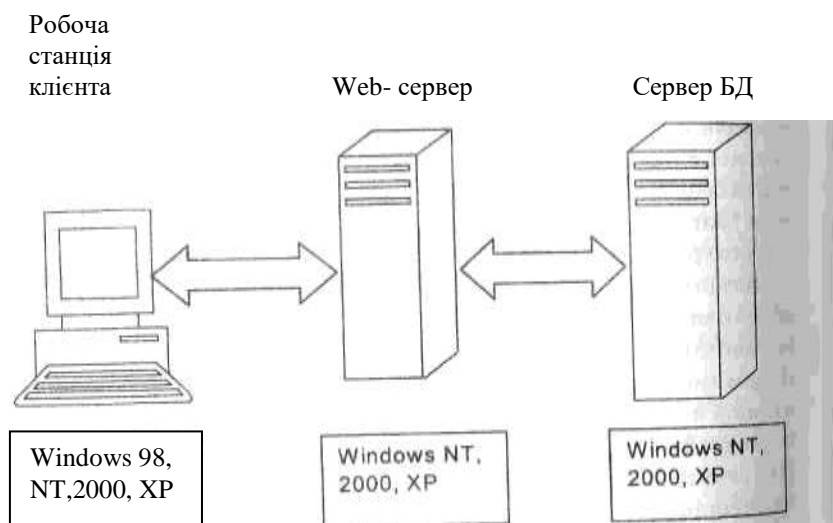 Робоча
станція
клієнта
Web- сервер
Сервер БД
Windows 98,
NT,2000, XP
Windows NT,
2000, XP
Windows NT,
2000, XP